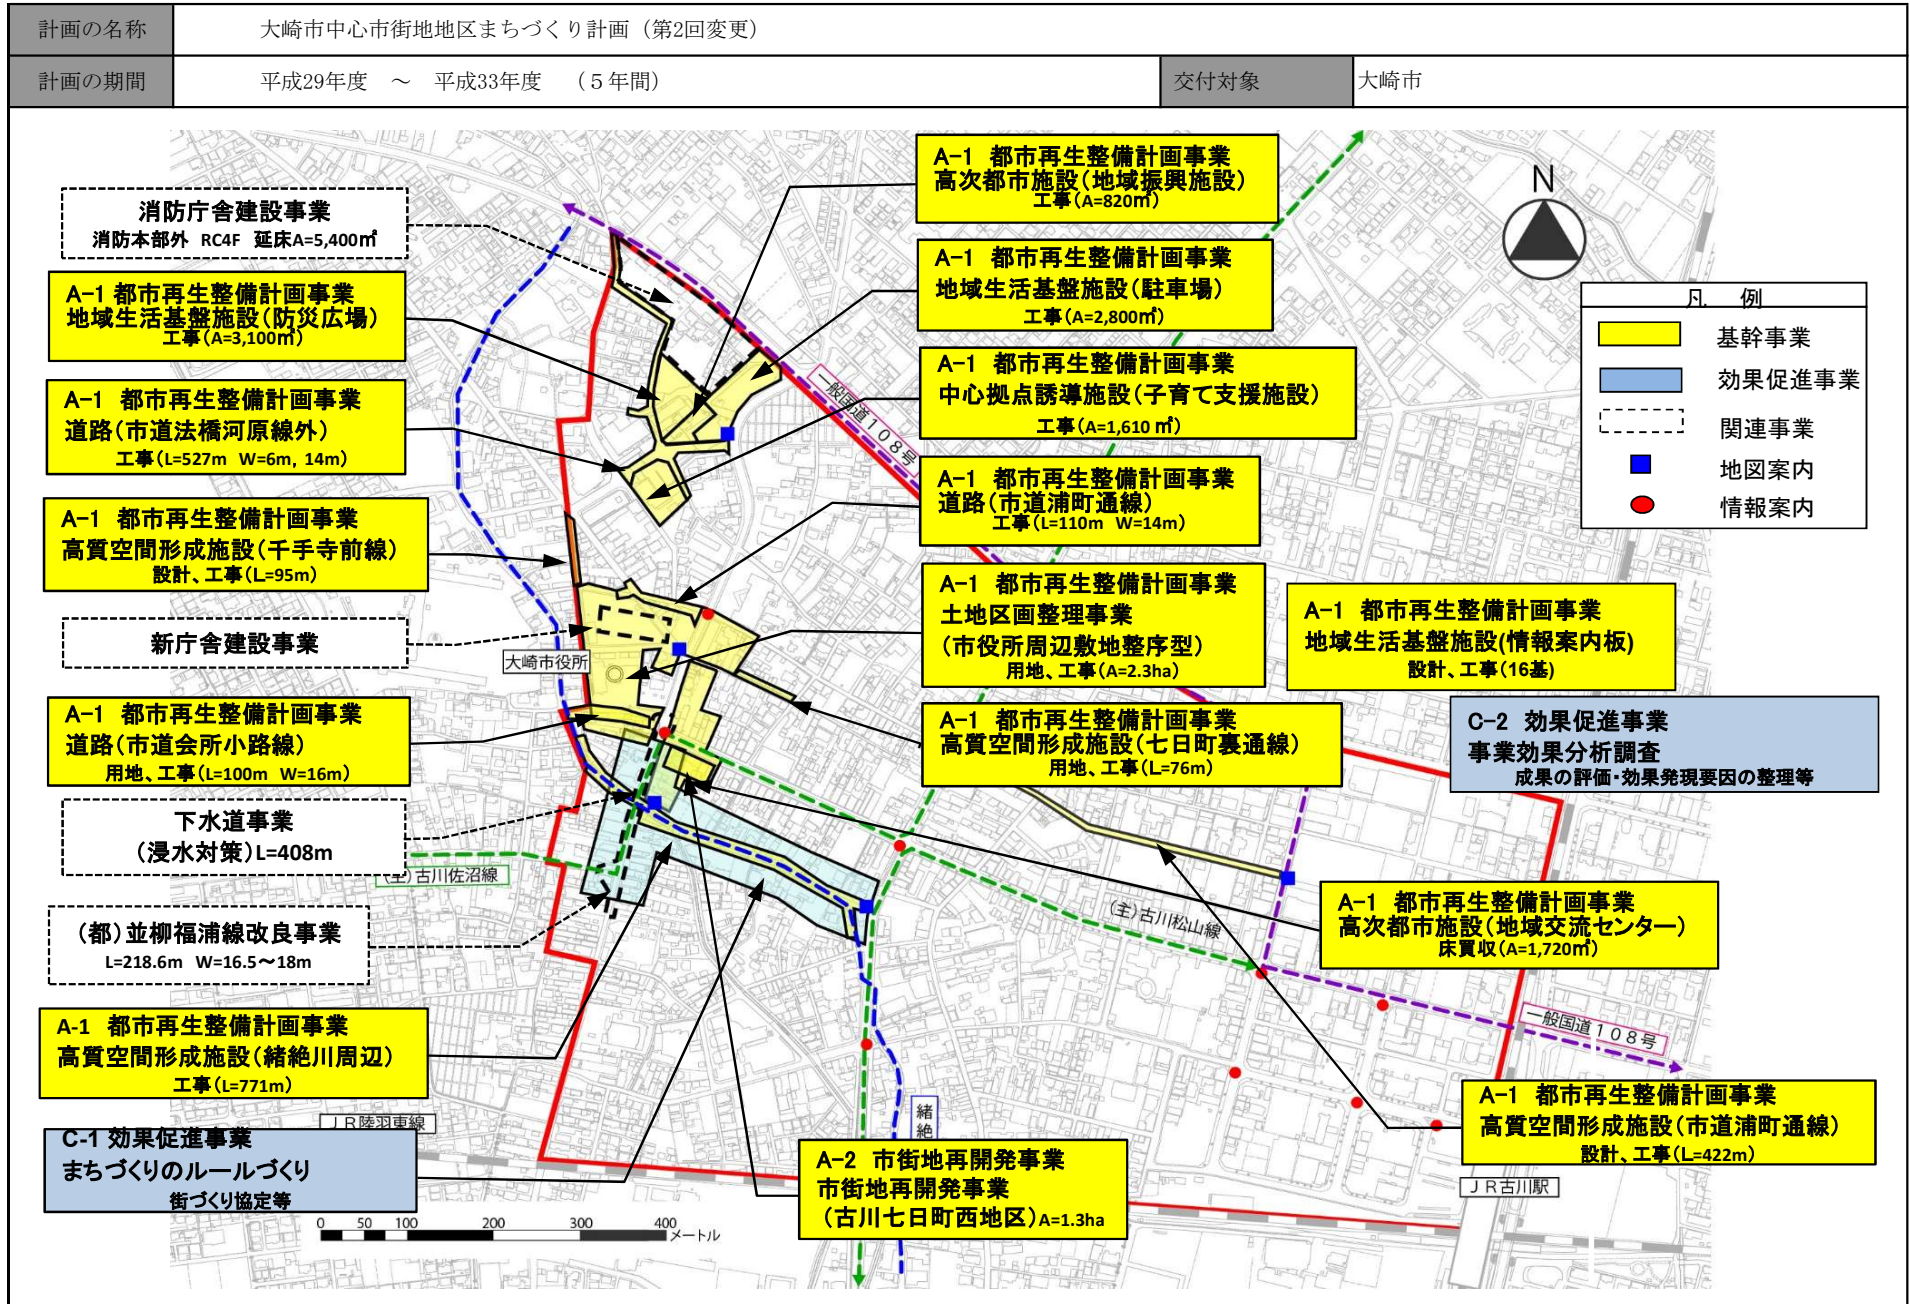 計画の名称
大崎市中心市街地地区まちづくり計画（第2回変更）
計画の期間
平成29年度　～　平成33年度　（５年間）
交付対象
大崎市
消防庁舎建設事業
消防本部外 RC4F 延床A=5,400㎡
A-1 都市再生整備計画事業
地域生活基盤施設（防災広場）
工事（A=3,100㎡）
A-1 都市再生整備計画事業
道路（市道法橋河原線外）
工事（L=527m W=6m, 14m）
A-1 都市再生整備計画事業
高質空間形成施設（千手寺前線）
設計、工事（L=95m）
新庁舎建設事業
大崎市役所
A-1 都市再生整備計画事業
道路（市道会所小路線）
用地、工事（L=100m W=16m）
下水道事業
（浸水対策）L=408m
（主）古川佐沼線
（都）並柳福浦線改良事業
L=218.6m W=16.5～18m
A-1 都市再生整備計画事業
高質空間形成施設（緒絶川周辺）
工事（L=771m）
ＪＲ陸羽東線
C-1 効果促進事業
まちづくりのルールづくり
街づくり協定等
0 50 100 200 300 400
メートル
A-1 都市再生整備計画事業
高次都市施設（地域振興施設）
工事（A=820㎡）
A-1 都市再生整備計画事業
地域生活基盤施設（駐車場）
工事（A=2,800㎡）
A-1 都市再生整備計画事業
中心拠点誘導施設（子育て支援施設）
工事（A=1,610 ㎡）
一般国道１０８号
A-1 都市再生整備計画事業
道路（市道浦町通線）
工事（L=110m W=14m）
A-1 都市再生整備計画事業
土地区画整理事業
（市役所周辺敷地整序型）
用地、工事（A=2.3ha）
A-1 都市再生整備計画事業
高質空間形成施設（七日町裏通線）
用地、工事（L=76m）
N
凡　例
基幹事業
効果促進事業
関連事業
地図案内
情報案内
A-1 都市再生整備計画事業
地域生活基盤施設(情報案内板)
設計、工事（16基)
C-2 効果促進事業
事業効果分析調査
成果の評価・効果発現要因の整理等
（主）古川松山線
A-1 都市再生整備計画事業
高次都市施設（地域交流センター）
床買収（A=1,720㎡）
一般国道１０８号
A-1 都市再生整備計画事業
高質空間形成施設（市道浦町通線）
設計、工事（L=422m）
緒絶
A-2 市街地再開発事業
市街地再開発事業
（古川七日町西地区）A=1.3ha
ＪＲ古川駅